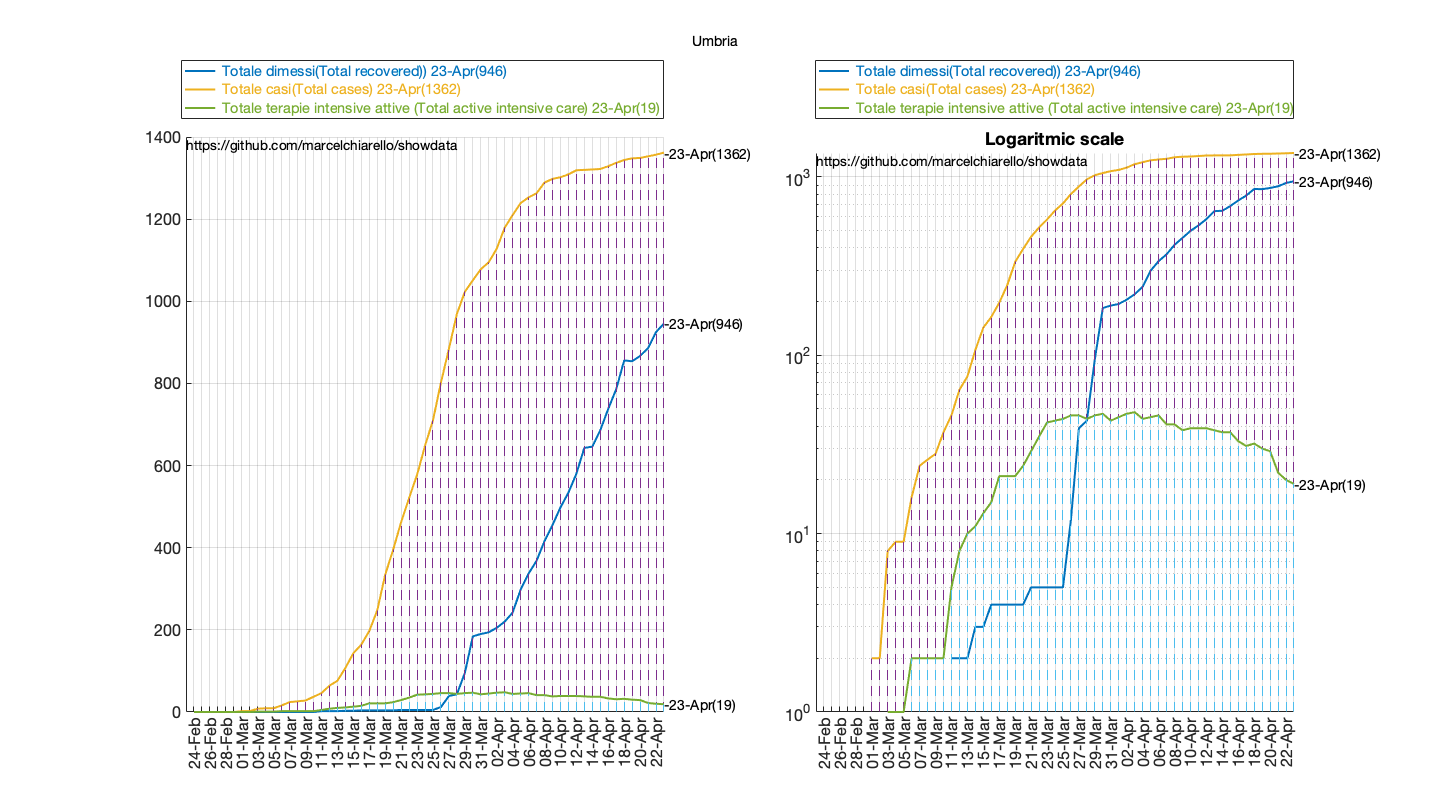 Umbria
Totale dimessi(Total recovered)) 23-Apr(946)
Totale casi(Total cases) 23-Apr(1362)
Totale terapie intensive attive (Total active intensive care) 23-Apr(19)
https://github.com/marcelchiarello/showdata
1400
1200
1000
800
600
400
200
0
-23-Apr(1362)
-23-Apr(946)
-23-Apr(19)
24-Feb
26-Feb
28-Feb
01-Mar
03-Mar
05-Mar
07-Mar
09-Mar
11-Mar
13-Mar
15-Mar
17-Mar
19-Mar
21-Mar
23-Mar
25-Mar
27-Mar
29-Mar
31-Mar
02-Apr
04-Apr
06-Apr
08-Apr
10-Apr
12-Apr
14-Apr
16-Apr
18-Apr
20-Apr
22-Apr
Totale dimessi(Total recovered)) 23-Apr(946)
Totale casi(Total cases) 23-Apr(1362)
Totale terapie intensive attive (Total active intensive care) 23-Apr(19)
Logaritmic scale
https://github.com/marcelchiarello/showdata
10³
10²
10¹
10⁰
-23-Apr(1362)
-23-Apr(946)
-23-Apr(19)
24-Feb
26-Feb
28-Feb
01-Mar
03-Mar
05-Mar
07-Mar
09-Mar
11-Mar
13-Mar
15-Mar
17-Mar
19-Mar
21-Mar
23-Mar
25-Mar
27-Mar
29-Mar
31-Mar
02-Apr
04-Apr
06-Apr
08-Apr
10-Apr
12-Apr
14-Apr
16-Apr
18-Apr
20-Apr
22-Apr